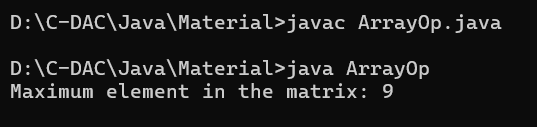 D:\C-DAC\Java\Material>javac ArrayOp.java
D:\C-DAC\Java\Material>java ArrayOp
Maximum element in the matrix: 9